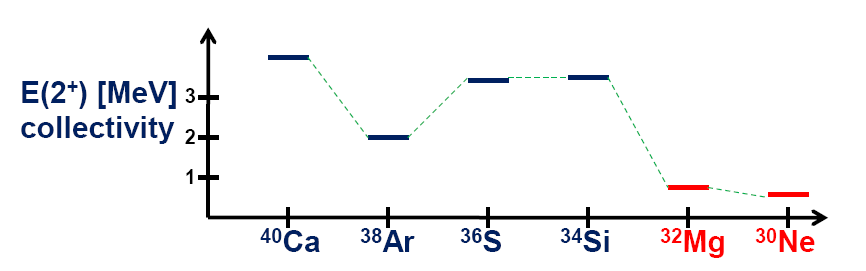 E(2⁺) [MeV]
collectivity
3
2
1
⁴⁰Ca ³⁸Ar ³⁶S ³⁴Si ³²Mg ³⁰Ne